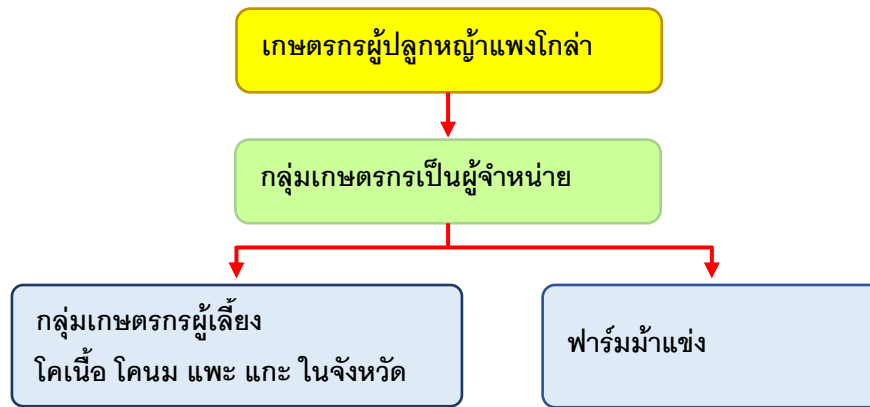 เกษตรกรผู้ปลูกหญ้าแพงโกล่า
กลุ่มเกษตรกรเป็นผู้จำหน่าย
กลุ่มเกษตรกรผู้เลี้ยง
โคเนื้อ โคนม แพะ แกะ ในจังหวัด
ฟาร์มม้าแข่ง